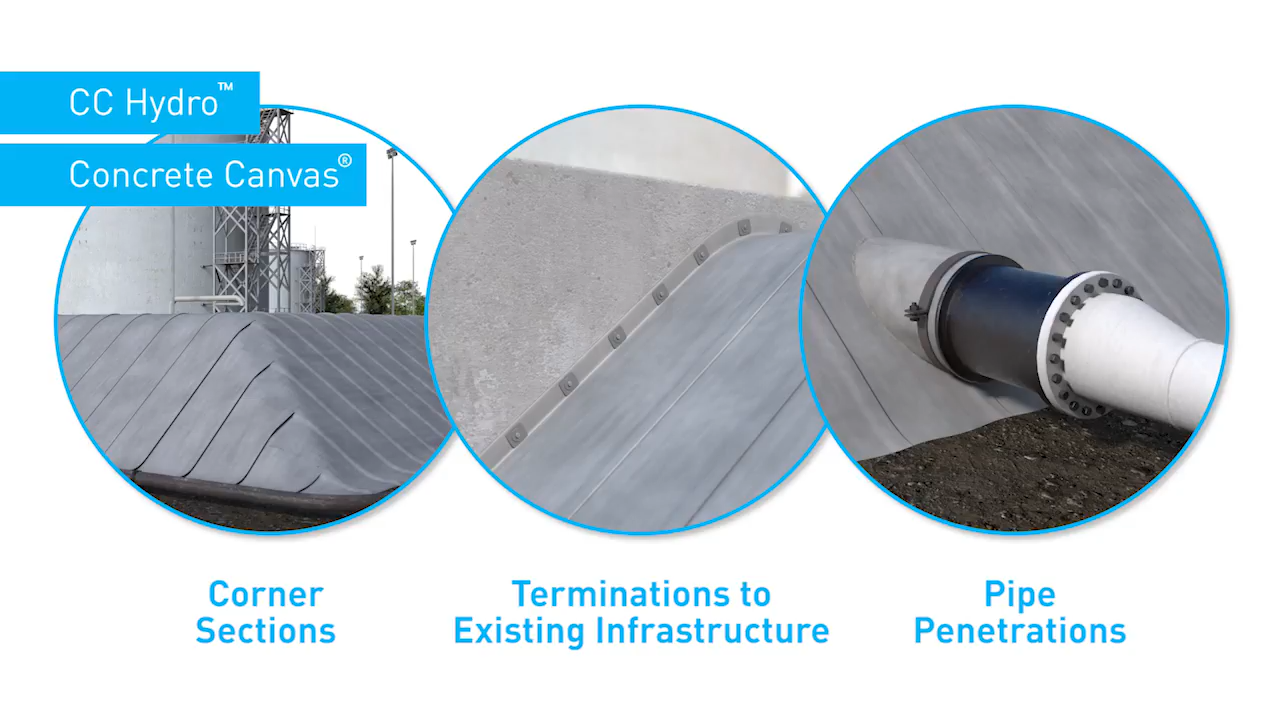 CC Hydro™
Concrete Canvas®
Corner
Sections
Terminations to
Existing Infrastructure
Pipe
Penetrations